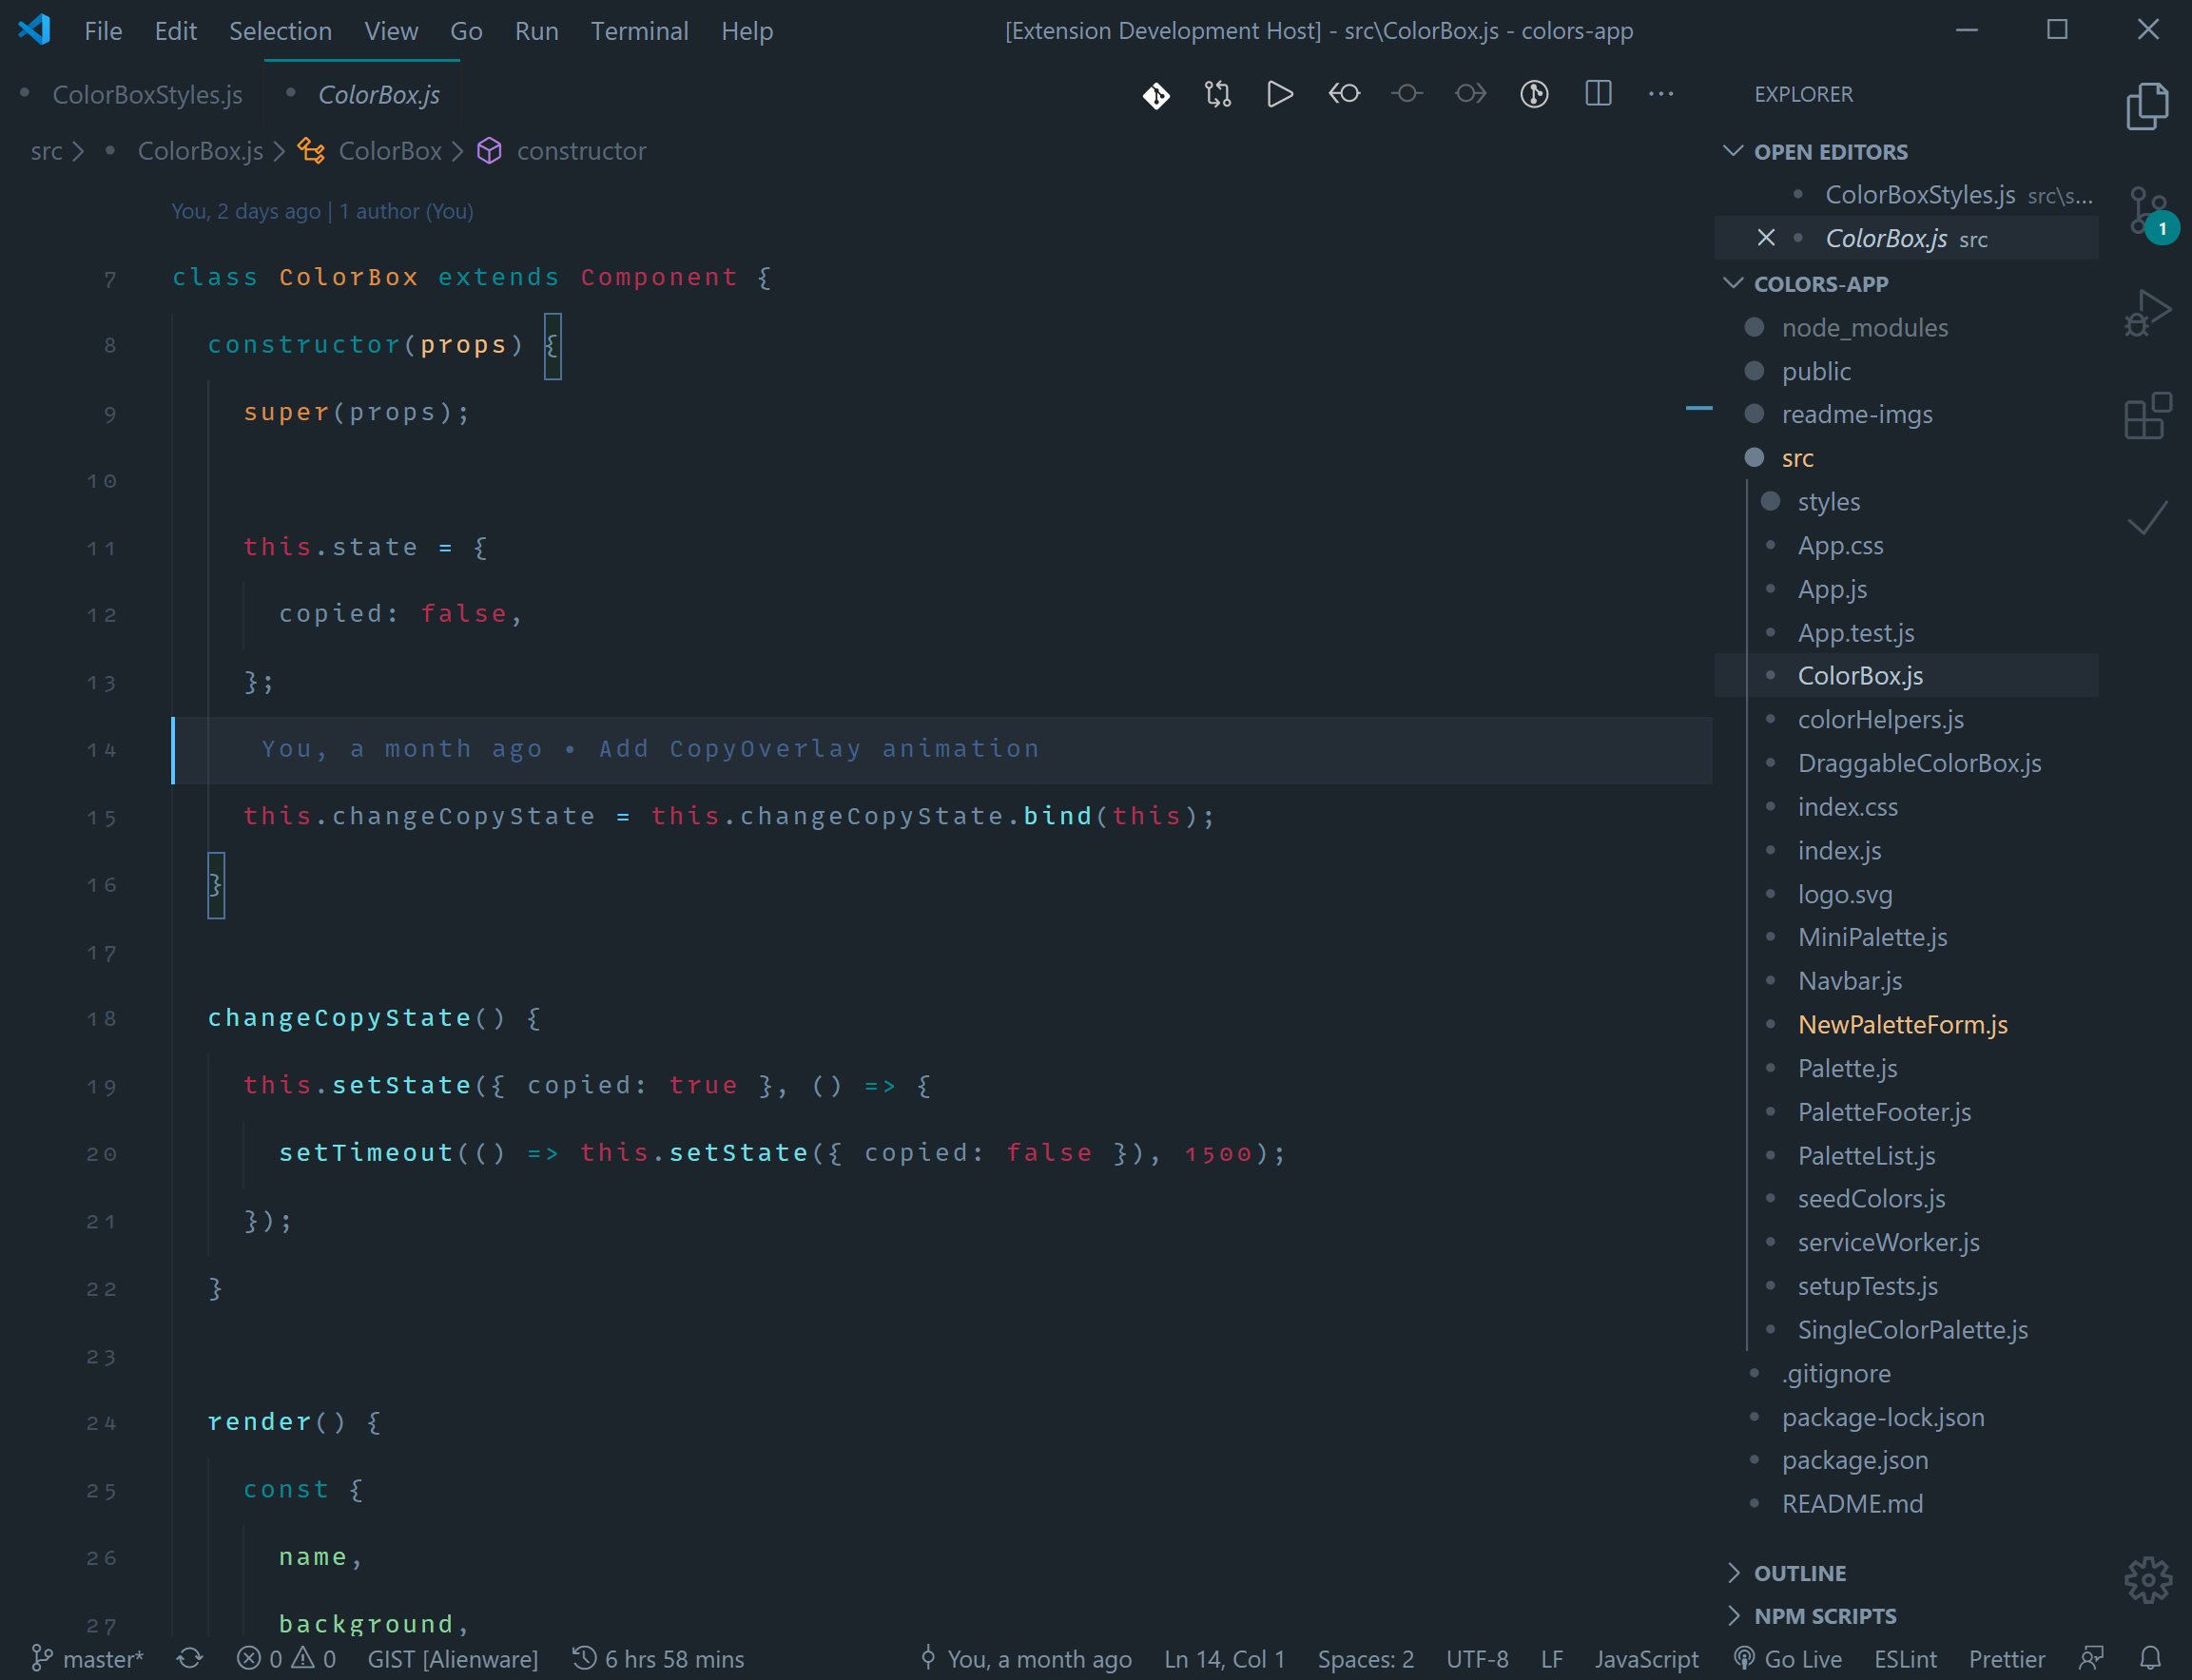 File Edit Selection View Go Run Terminal Help
[Extension Development Host] - src\ColorBox.js - colors-app
ColorBoxStyles.js
ColorBox.js
src ColorBox.js ColorBox constructor
You, 2 days ago | 1 author (You)
7 class ColorBox extends Component {
8 constructor(props) {
9 super(props);
10
11 this.state = {
12 copied: false,
13 };
14 You, a month ago • Add CopyOverlay animation
15 this.changeCopyState = this.changeCopyState.bind(this);
16 }
17
18 changeCopyState() {
19 this.setState({ copied: true }, () => {
20 setTimeout(() => this.setState({ copied: false }), 1500);
21 });
22 }
23
24 render() {
25 const {
26 name,
27 background,
EXPLORER
OPEN EDITORS
ColorBoxStyles.js src\s...
ColorBox.js src
COLORS-APP
node_modules
public
readme-imgs
src
styles
App.css
App.js
App.test.js
ColorBox.js
colorHelpers.js
DraggableColorBox.js
index.css
index.js
logo.svg
MiniPalette.js
Navbar.js
NewPaletteForm.js
Palette.js
PaletteFooter.js
PaletteList.js
seedColors.js
serviceWorker.js
setupTests.js
SingleColorPalette.js
.gitignore
package-lock.json
package.json
README.md
OUTLINE
NPM SCRIPTS
1
master* 0 0 GIST [Alienware] 6 hrs 58 mins You, a month ago Ln 14, Col 1 Spaces: 2 UTF-8 LF JavaScript Go Live ESLint Prettier